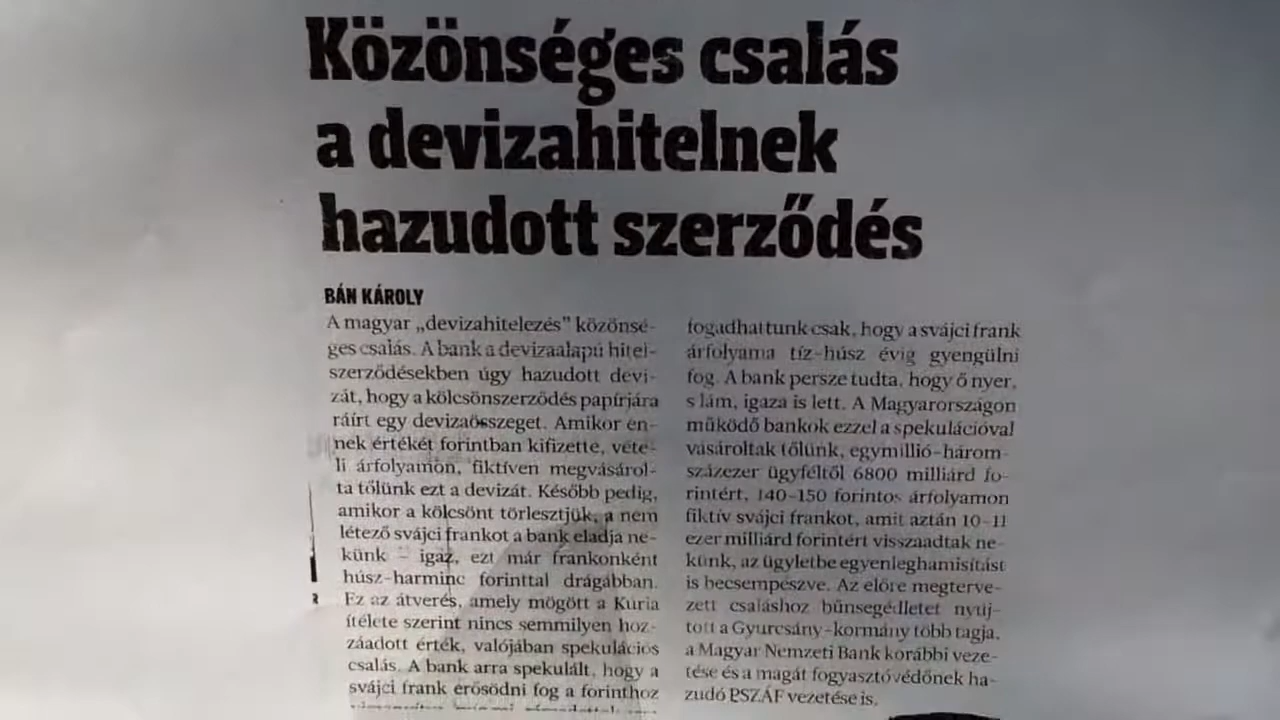 Közönséges csalás
a devizahitelnek
hazudott szerződés
BÁN KÁROLY
A magyar „devizahitelezés” közönsé-
ges csalás. A bank a devizaalapú hitel-
szerződésekben úgy hazudott devi-
zát, hogy a kölcsönszerződés papírjára
ráírt egy devizaösszeget. Amikor en-
nek értékét forintban kifizette, véte-
li árfolyamon, fiktíven megvásárol-
ta tőlünk ezt a devizát. Később pedig,
amikor a kölcsönt törlesztjük, a nem
létező svájci frankot a bank eladja ne-
künk – igaz, ezt már frankonként
húsz-harminc forinttal drágábban.
Ez az átverés, amely mögött a Kúria
ítélete szerint nincs semmilyen hoz-
záadott érték, valójában spekulációs
csalás. A bank arra spekulált, hogy a
svájci frank erősödni fog a forinthoz
fogadhattunk csak, hogy a svájci frank
árfolyama tíz-húsz évig gyengülni
fog. A bank persze tudta, hogy ő nyer,
s lám, igaza is lett. A Magyarországon
működő bankok ezzel a spekulációval
vásároltak tőlünk, egymillió-három-
százezer ügyféltől 6800 milliárd fo-
rintért, 140-150 forintos árfolyamon
fiktív svájci frankot, amit aztán 10-11
ezer milliárd forintért visszaadtak ne-
künk, az ügyletbe egyenleghamisítást
is becsempészve. Az előre megterve-
zett csaláshoz bűnsegédletet nyúj-
tott a Gyurcsány-kormány több tagja,
a Magyar Nemzeti Bank korábbi veze-
tése és a magát fogyasztóvédőnek ha-
zudó PSZÁF vezetése is.